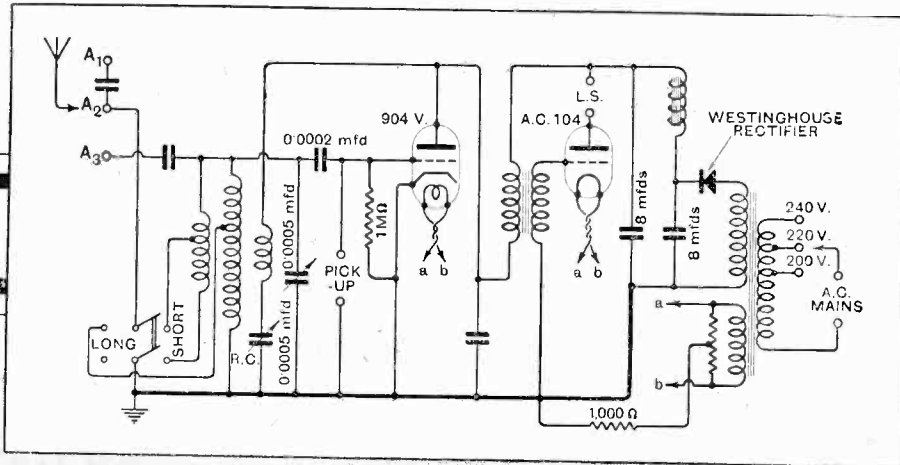 A1
A2
A3
LONG
SHORT
R.C.
0.0005 mfd
0.0005 mfd
0.0002 mfd
PICK
-UP
1MΩ
904 V.
a b
L.S.
A.C. 104
a b
8 mfds
8 mfds
WESTINGHOUSE
RECTIFIER
240 V.
220 V.
200 V.
A.C.
MAINS
a
b
1,000 Ω